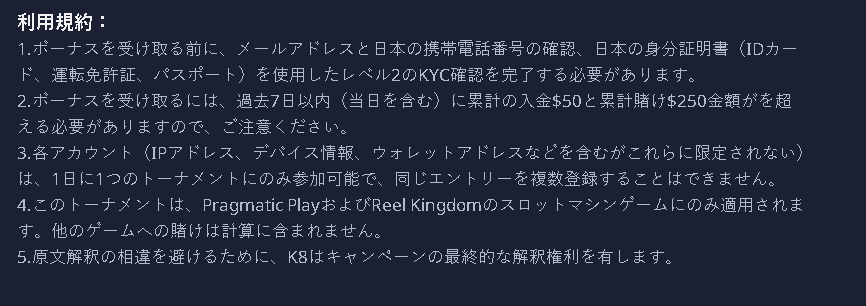 利用規約：
1.ボーナスを受け取る前に、メールアドレスと日本の携帯電話番号の確認、日本の身分証明書（IDカー
ド、運転免許証、パスポート）を使用したレベル2のKYC確認を完了する必要があります。
2.ボーナスを受け取るには、過去7日以内（当日を含む）に累計の入金$50と累計賭け$250金額がを超
える必要がありますので、ご注意ください。
3.各アカウント（IPアドレス、デバイス情報、ウォレットアドレスなどを含むがこれらに限定されない）
は、1日に1つのトーナメントにのみ参加可能で、同じエントリーを複数登録することはできません。
4.このトーナメントは、Pragmatic PlayおよびReel Kingdomのスロットマシンゲームにのみ適用されま
す。他のゲームへの賭けは計算に含まれません。
5.原文解釈の相違を避けるために、K8はキャンペーンの最終的な解釈権利を有します。